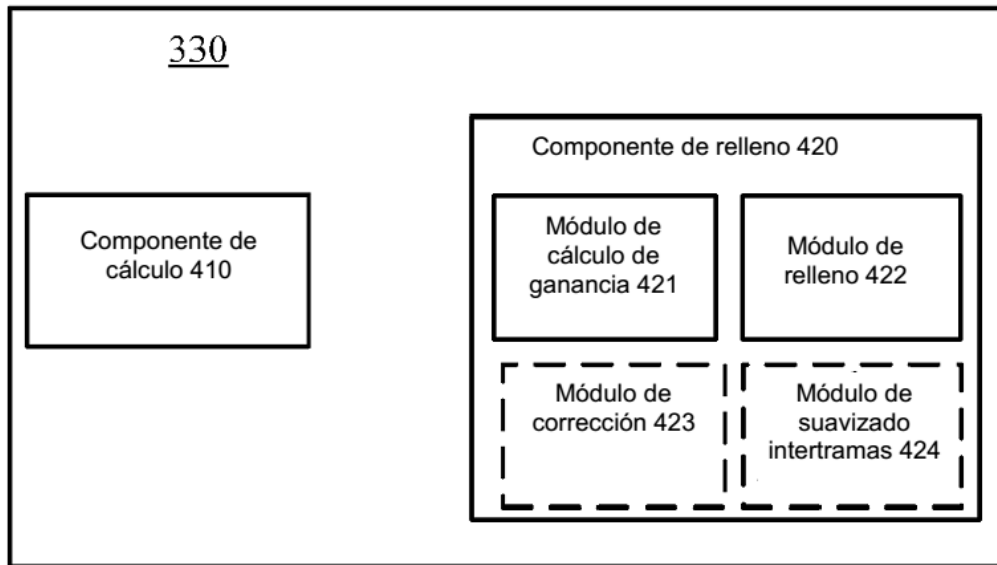 330
Componente de relleno 420
Componente de
cálculo 410
Módulo de
cálculo de
ganancia 421
Módulo de
relleno 422
Módulo de
corrección 423
Módulo de
suavizado
intertramas 424